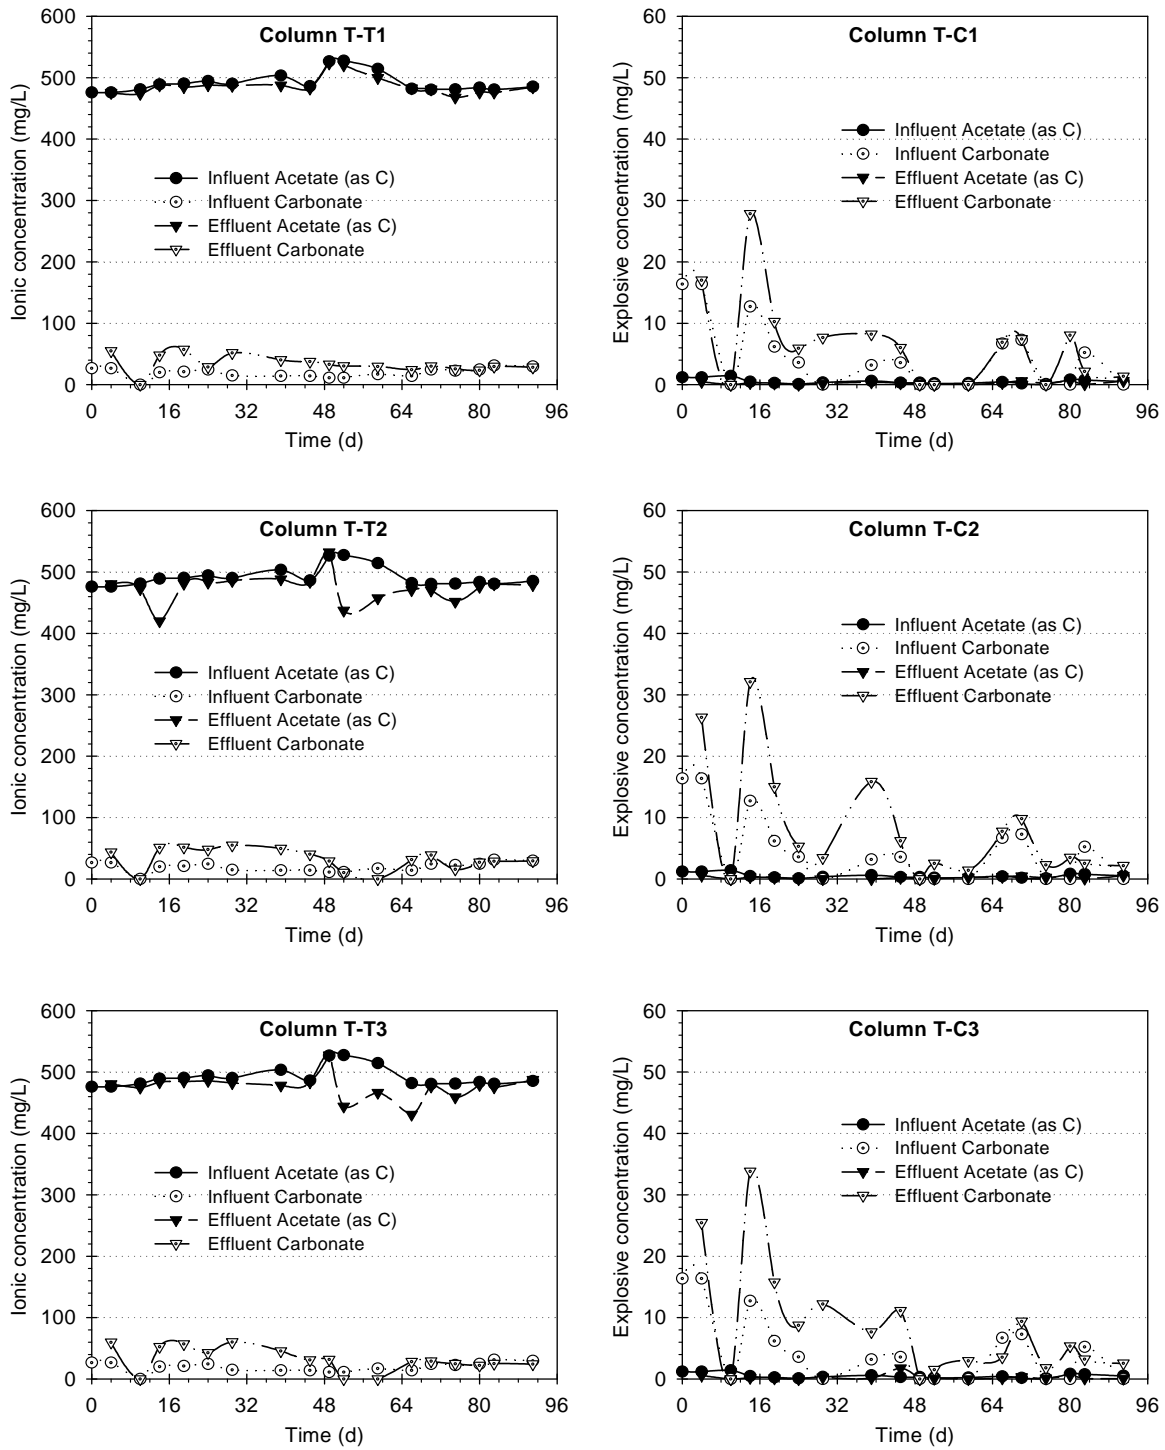 Column T-T1
Ionic concentration (mg/L)
600
500
400
300
200
100
0
Influent Acetate (as C)
Influent Carbonate
Effluent Acetate (as C)
Effluent Carbonate
0 16 32 48 64 80 96
Time (d)
Column T-C1
Explosive concentration (mg/L)
60
50
40
30
20
10
0
Influent Acetate (as C)
Influent Carbonate
Effluent Acetate (as C)
Effluent Carbonate
0 16 32 48 64 80 96
Time (d)
Column T-T2
Ionic concentration (mg/L)
600
500
400
300
200
100
0
Influent Acetate (as C)
Influent Carbonate
Effluent Acetate (as C)
Effluent Carbonate
0 16 32 48 64 80 96
Time (d)
Column T-C2
Explosive concentration (mg/L)
60
50
40
30
20
10
0
Influent Acetate (as C)
Influent Carbonate
Effluent Acetate (as C)
Effluent Carbonate
0 16 32 48 64 80 96
Time (d)
Column T-T3
Ionic concentration (mg/L)
600
500
400
300
200
100
0
Influent Acetate (as C)
Influent Carbonate
Effluent Acetate (as C)
Effluent Carbonate
0 16 32 48 64 80 96
Time (d)
Column T-C3
Explosive concentration (mg/L)
60
50
40
30
20
10
0
Influent Acetate (as C)
Influent Carbonate
Effluent Acetate (as C)
Effluent Carbonate
0 16 32 48 64 80 96
Time (d)